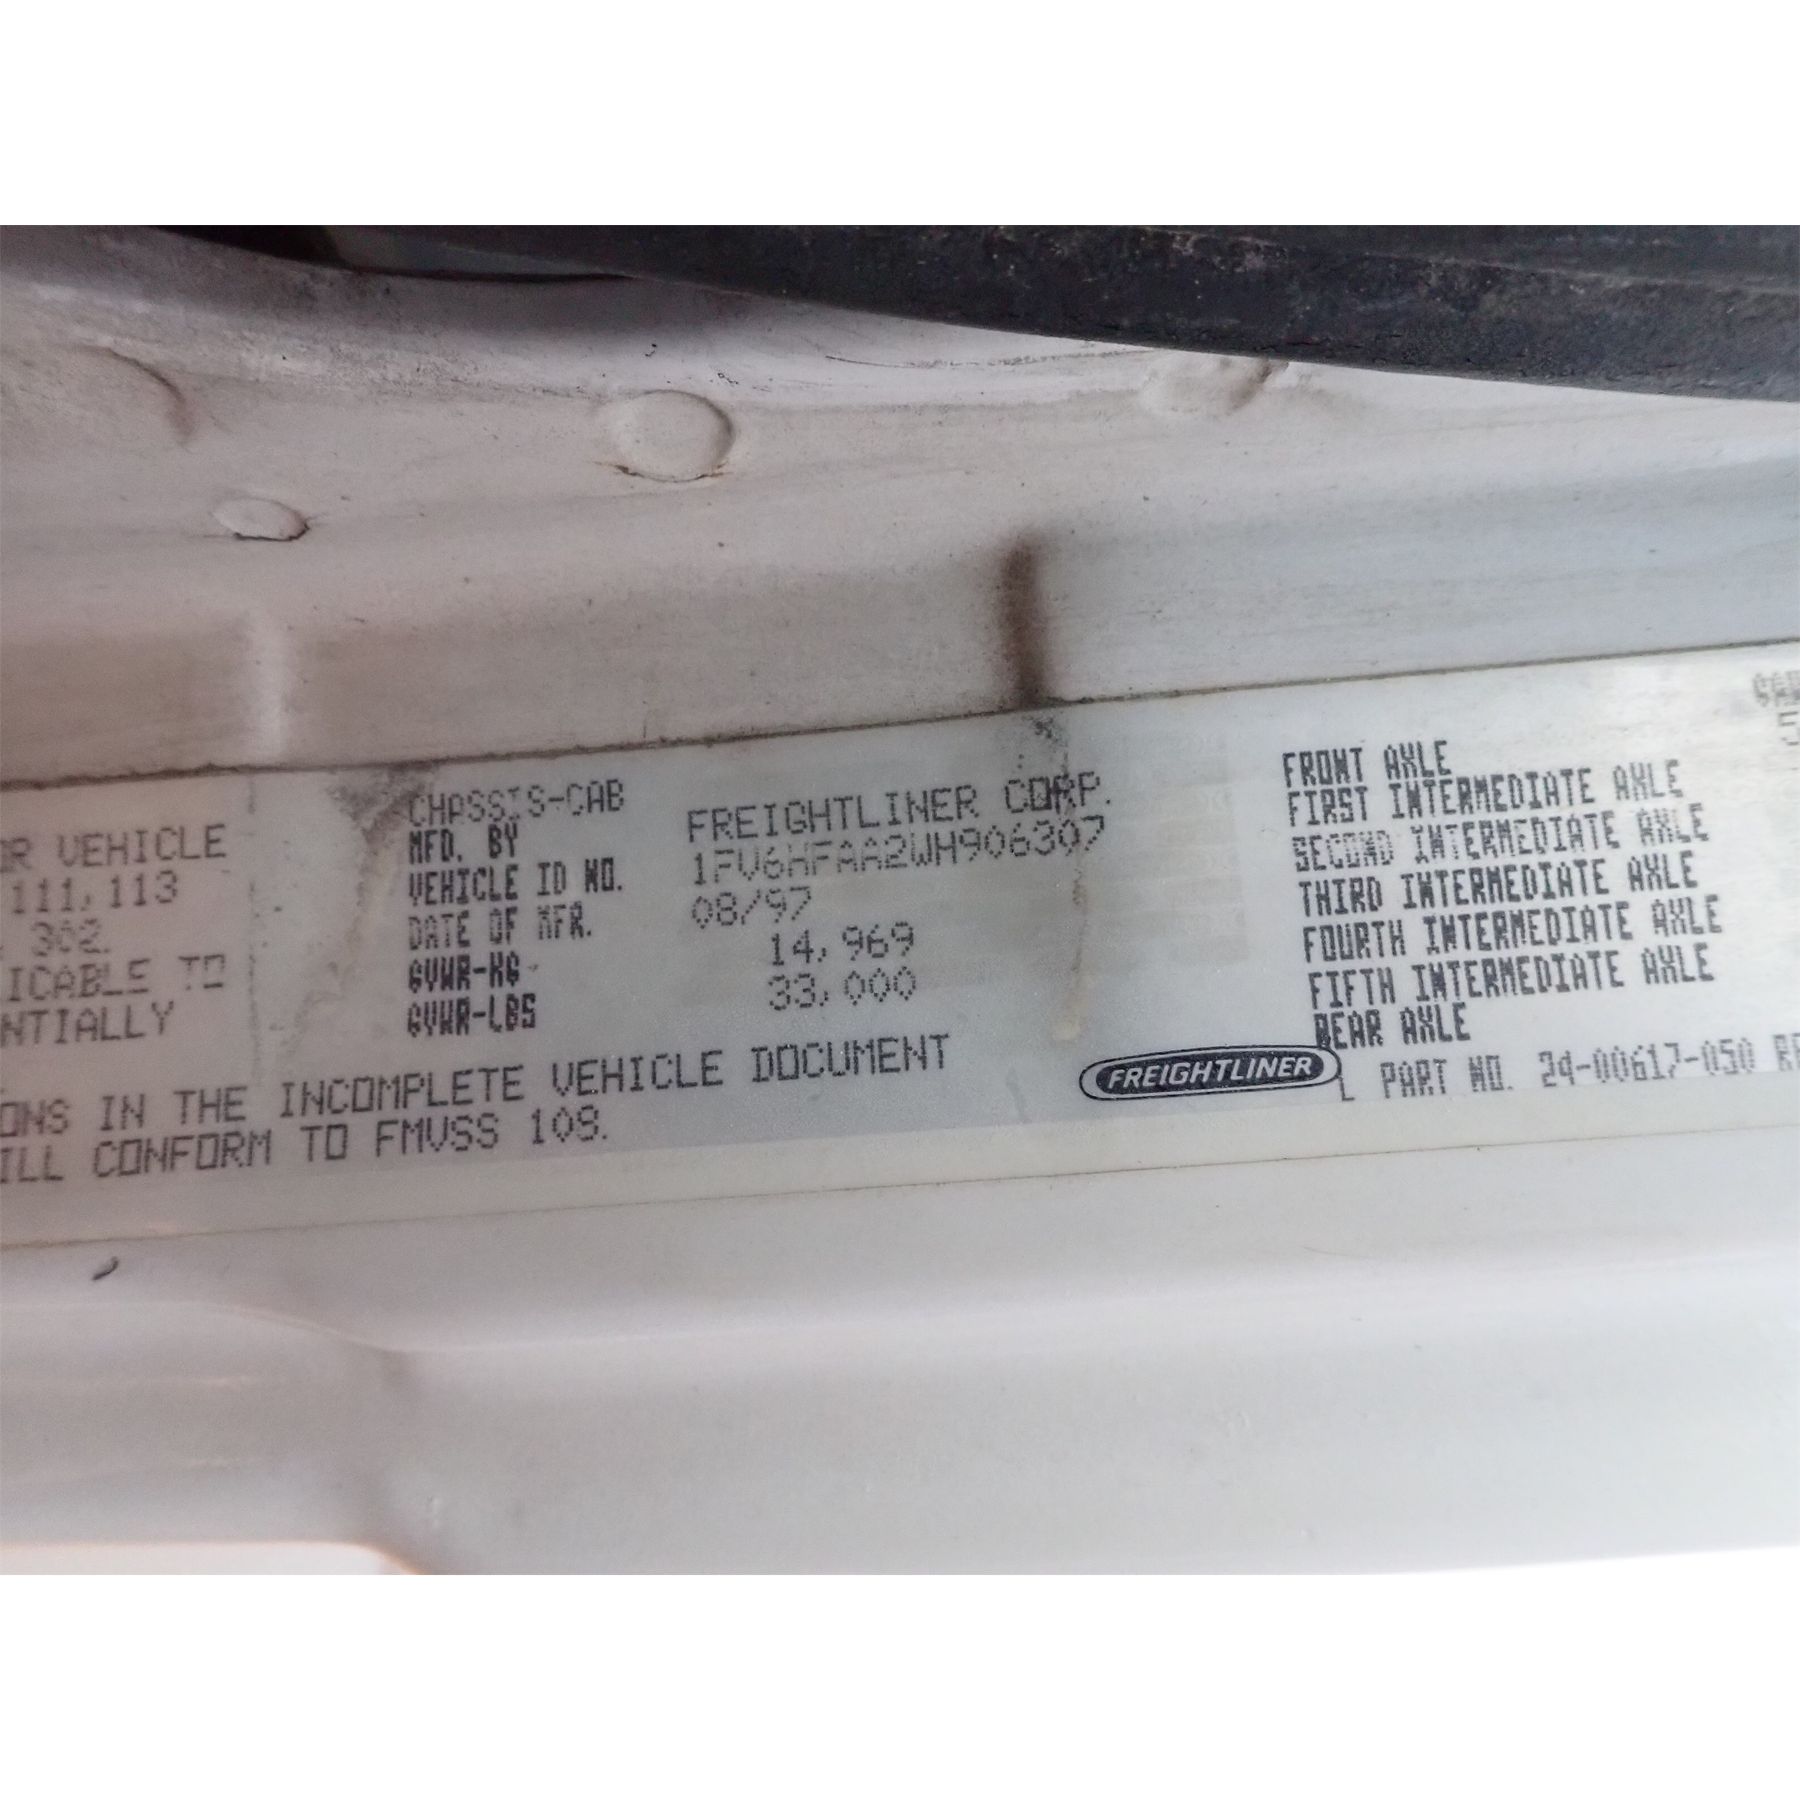 OR VEHICLE
111, 113
302.
ICABLE TO
NTIALLY
CHASSIS-CAB
MFD. BY FREIGHTLINER CORP.
VEHICLE ID NO. 1FV6HFAA2WH906307
DATE OF MFR. 08/97
GVWR-KG 14,969
GVWR-LBS 33,000
ONS IN THE INCOMPLETE VEHICLE DOCUMENT
ILL CONFORM TO FMVSS 108.
FRONT AXLE
FIRST INTERMEDIATE AXLE
SECOND INTERMEDIATE AXLE
THIRD INTERMEDIATE AXLE
FOURTH INTERMEDIATE AXLE
FIFTH INTERMEDIATE AXLE
REAR AXLE
FREIGHTLINER
L PART NO. 24-00617-050